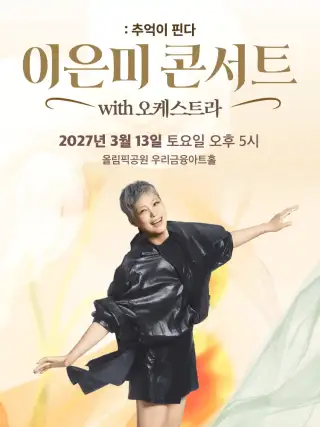 : 추억이 핀다
이은미 콘서트
with 오케스트라
2027년 3월 13일 토요일 오후 5시
올림픽공원 우리금융아트홀